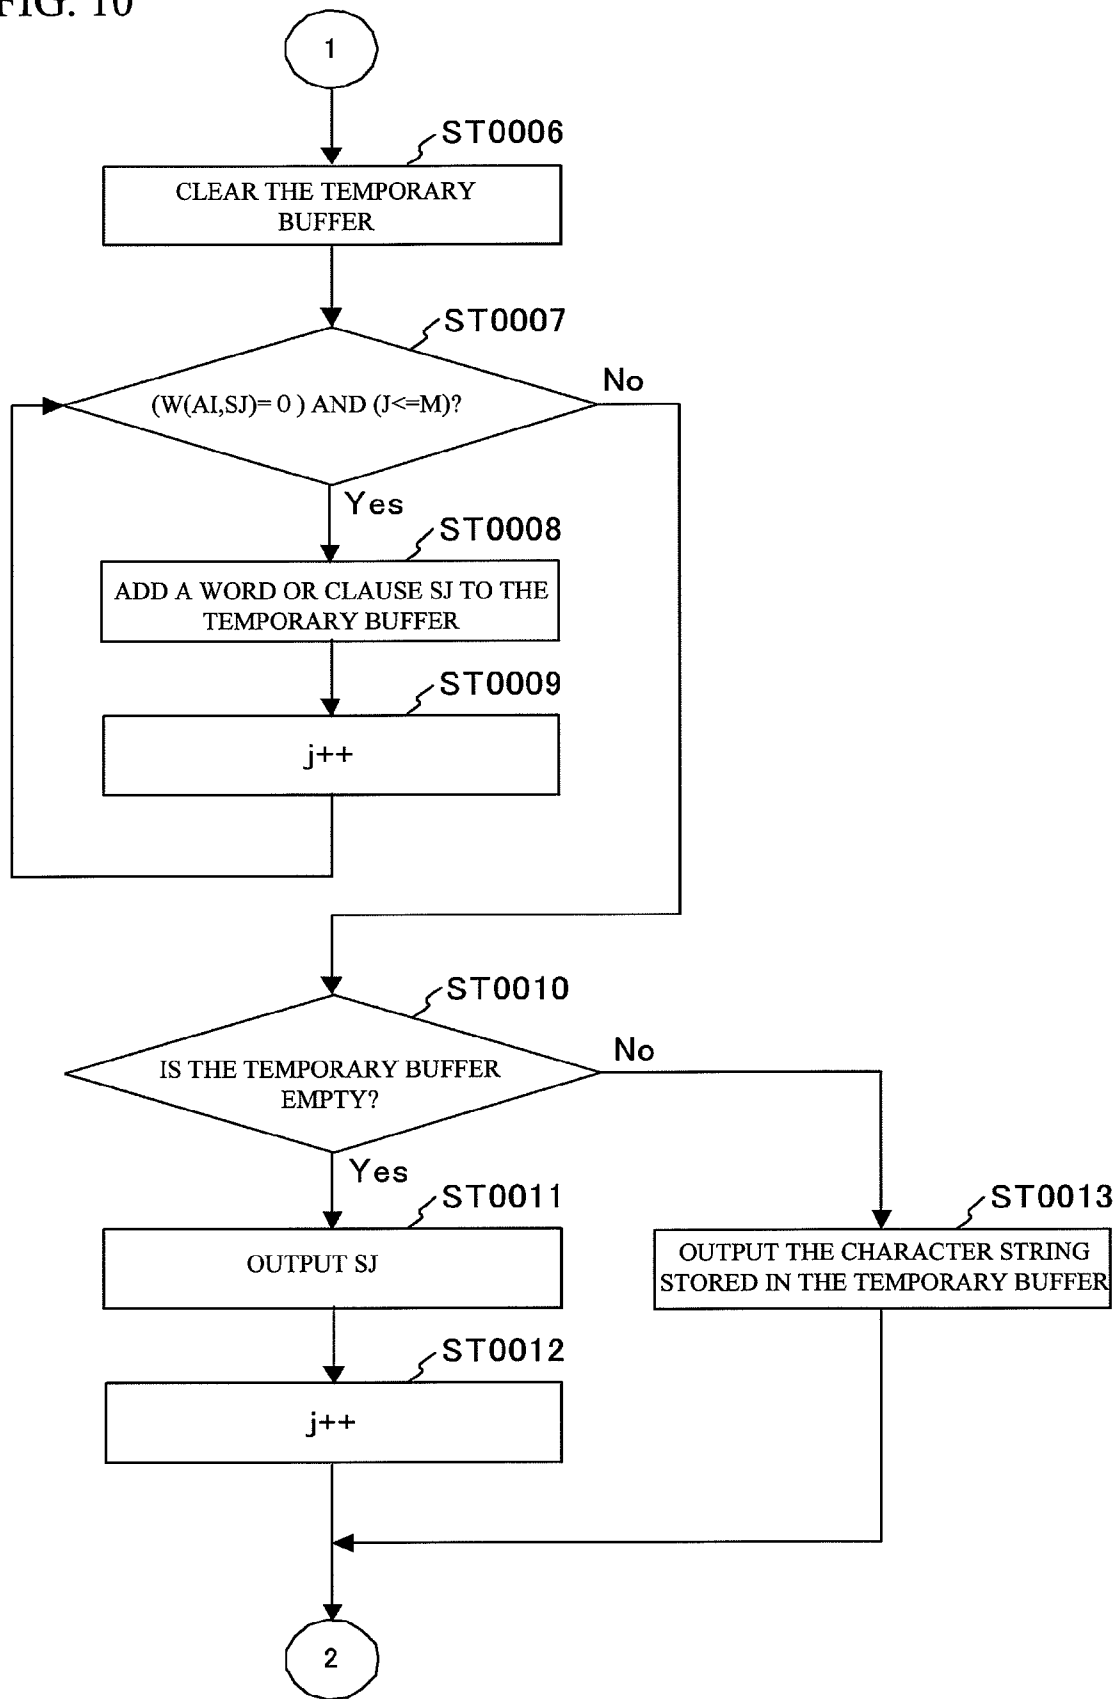 FIG. 10
1
ST0006
CLEAR THE TEMPORARY
BUFFER
ST0007
(W(AI,SJ)= 0 ) AND (J<=M)?
No
Yes
ST0008
ADD A WORD OR CLAUSE SJ TO THE
TEMPORARY BUFFER
ST0009
j++
ST0010
IS THE TEMPORARY BUFFER
EMPTY?
No
Yes
ST0011
OUTPUT SJ
ST0013
OUTPUT THE CHARACTER STRING
STORED IN THE TEMPORARY BUFFER
ST0012
j++
2